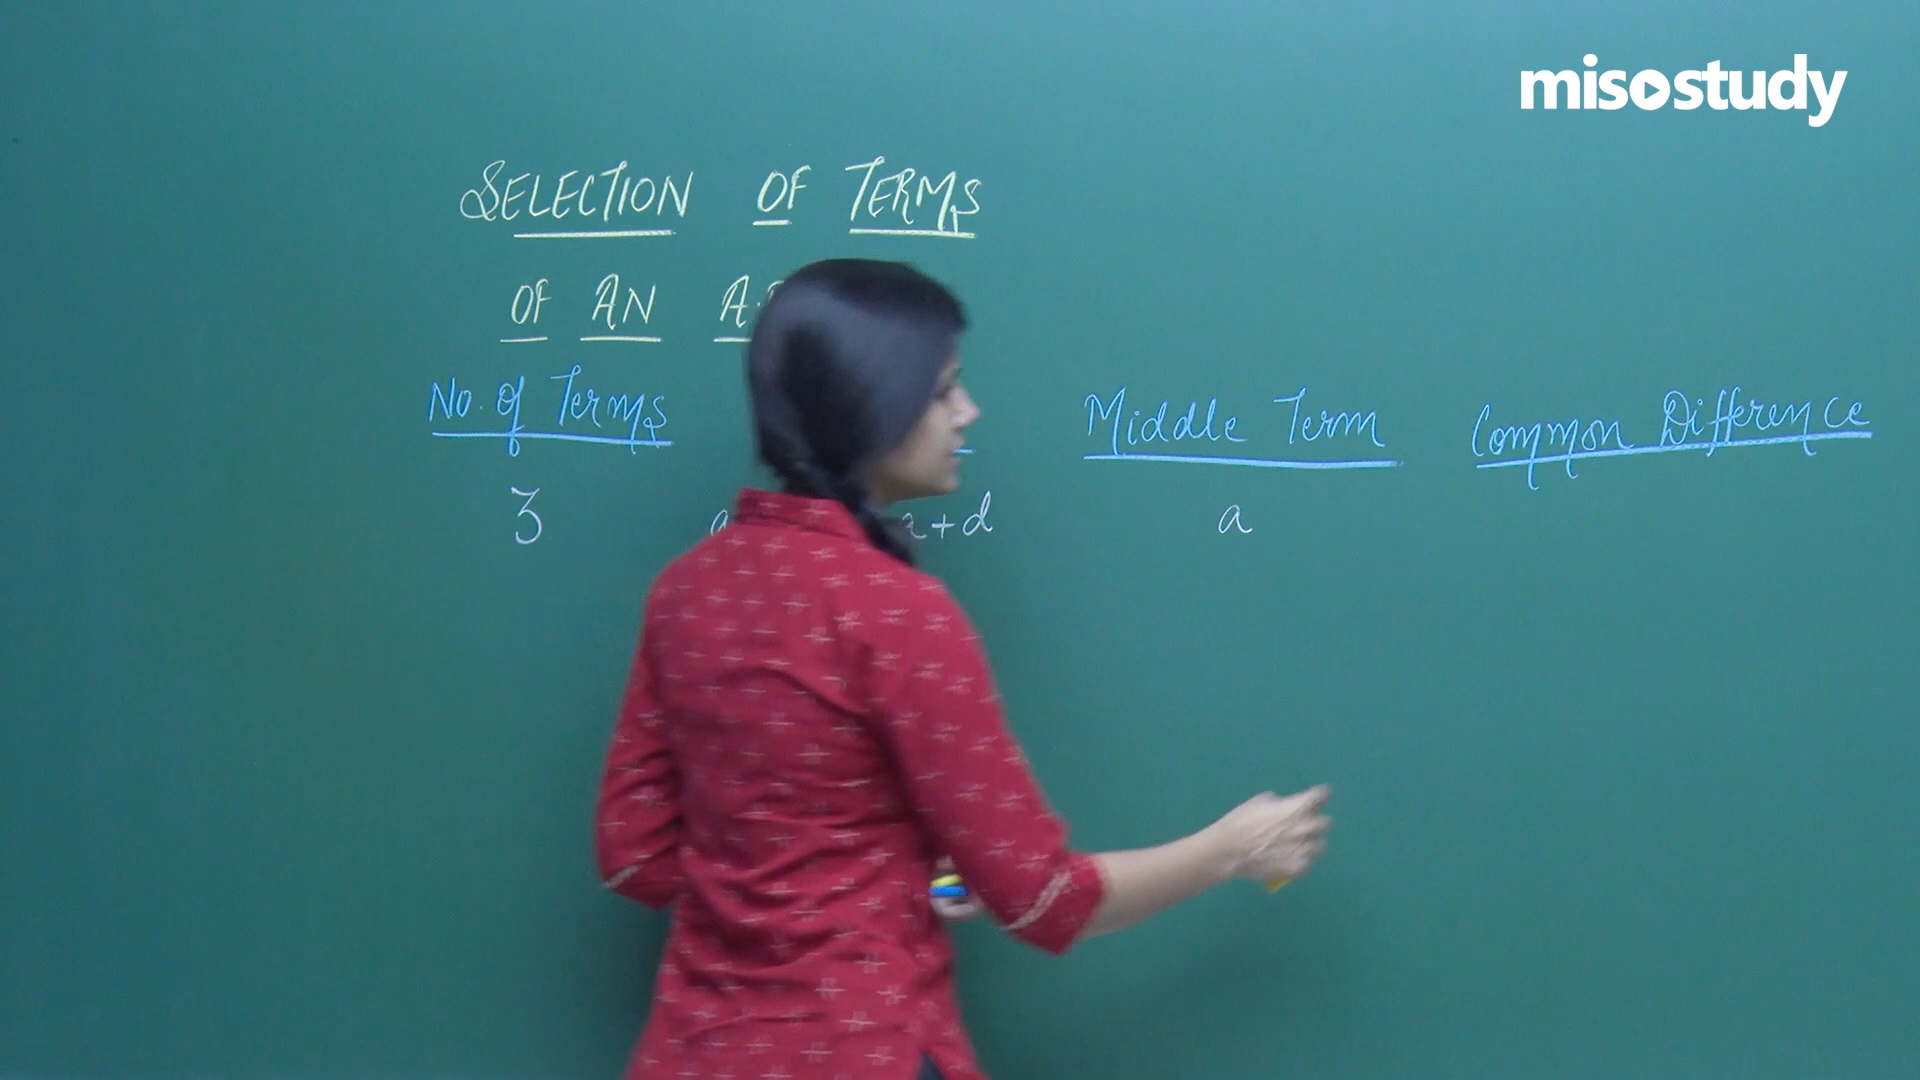 misostudy
SELECTION OF TERMS
OF AN
No. of Terms Middle Term Common Difference
3 +d a